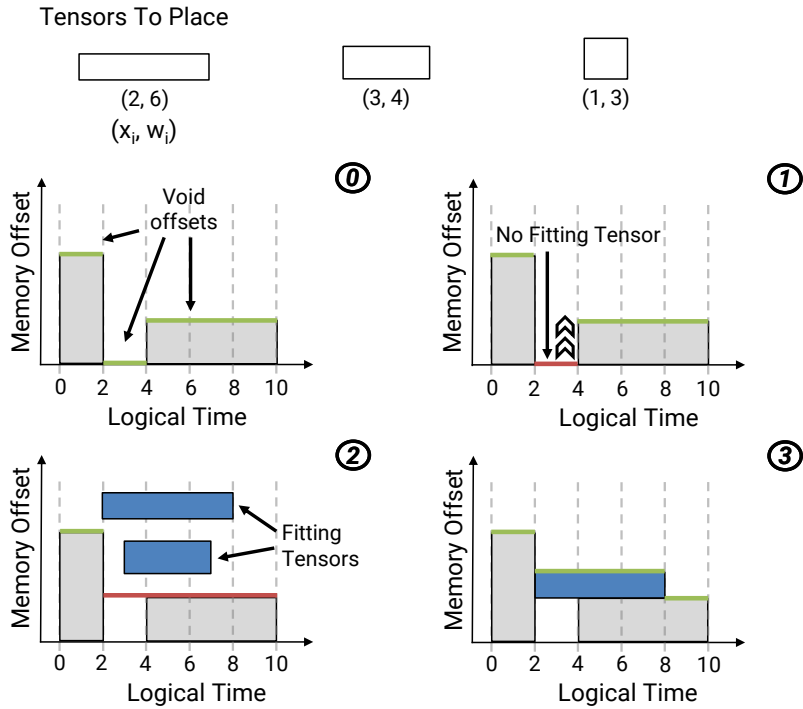 Tensors To Place
(2, 6)
(3, 4)
(1, 3)
(xᵢ, wᵢ)
0
Void
offsets
Memory Offset
0 2 4 6 8 10
Logical Time
1
No Fitting Tensor
Memory Offset
0 2 4 6 8 10
Logical Time
2
Fitting
Tensors
Memory Offset
0 2 4 6 8 10
Logical Time
3
Memory Offset
0 2 4 6 8 10
Logical Time